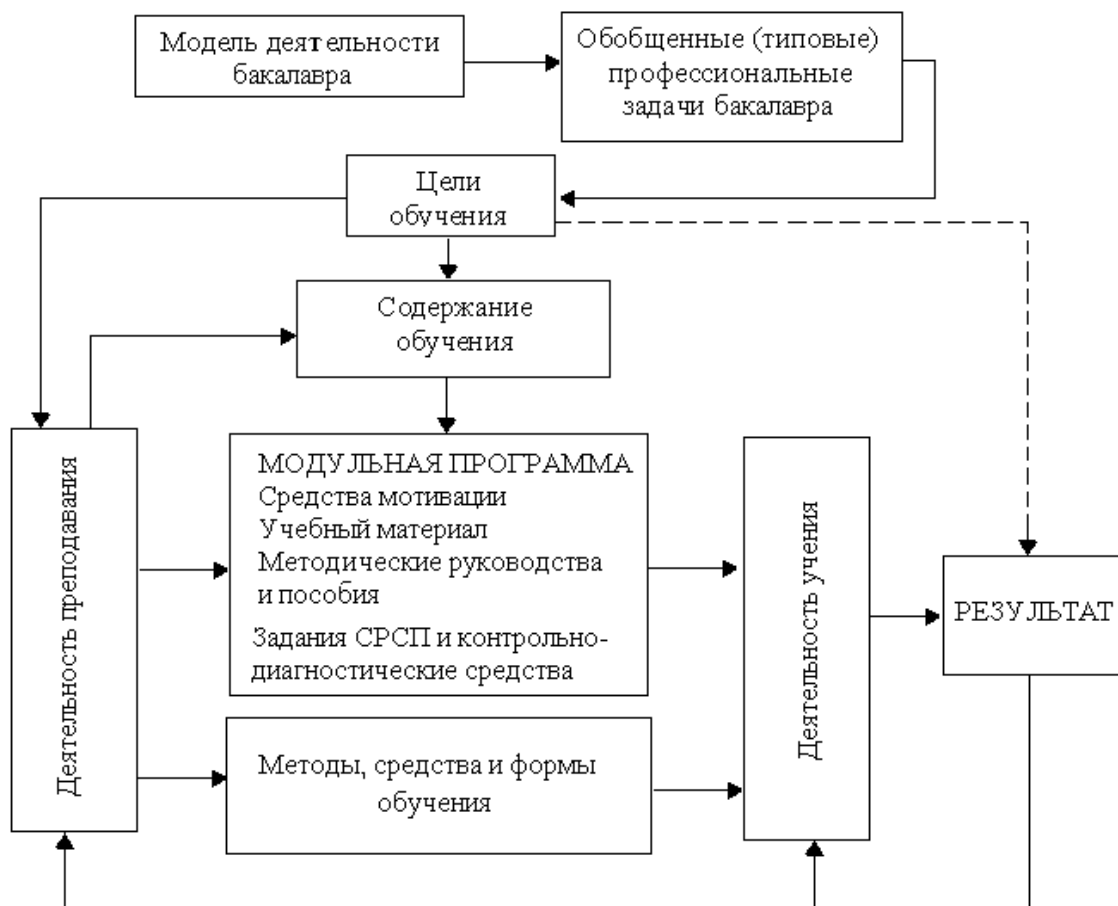 Модель деятельности
бакалавра
Обобщенные (типовые)
профессиональные
задачи бакалавра
Цели
обучения
Содержание
обучения
Деятельность преподавания
МОДУЛЬНАЯ ПРОГРАММА
Средства мотивации
Учебный материал
Методические руководства
и пособия
Задания СРСП и контрольно-
диагностические средства
Методы, средства и формы
обучения
Деятельность учения
РЕЗУЛЬТАТ